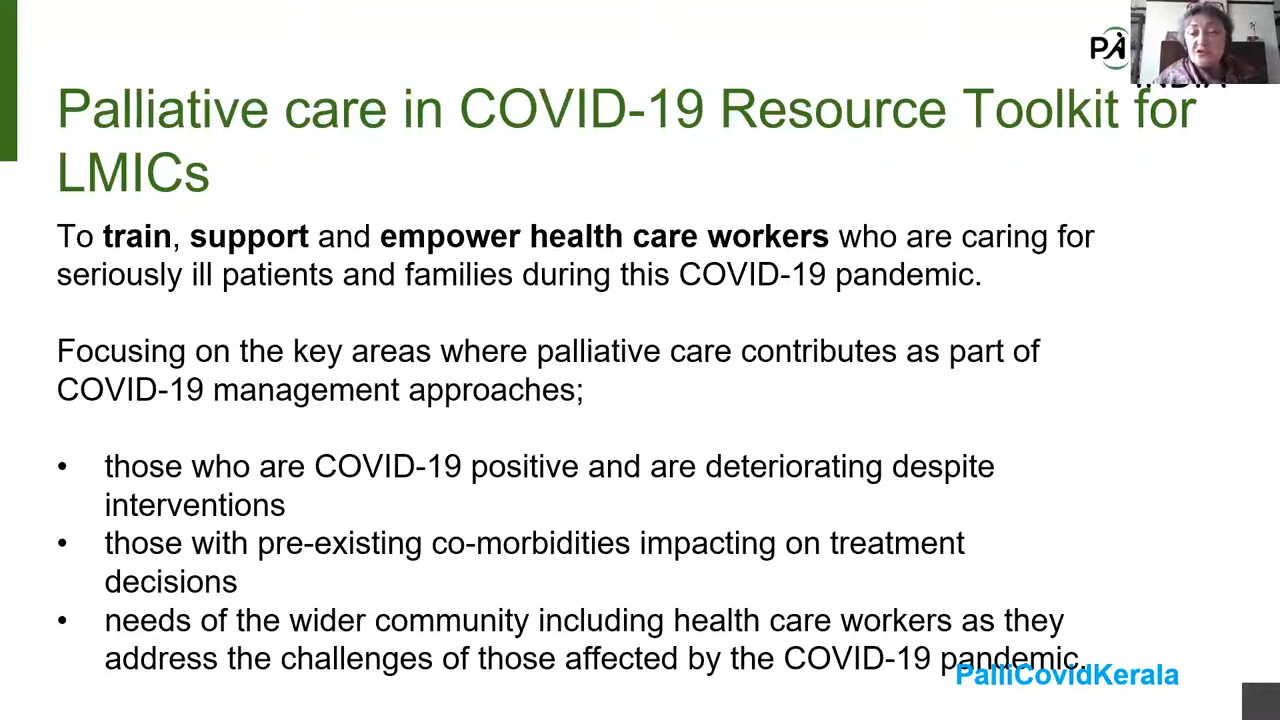 PA
INDIA
Palliative care in COVID-19 Resource Toolkit for
LMICs
To train, support and empower health care workers who are caring for
seriously ill patients and families during this COVID-19 pandemic.
Focusing on the key areas where palliative care contributes as part of
COVID-19 management approaches;
• those who are COVID-19 positive and are deteriorating despite
interventions
• those with pre-existing co-morbidities impacting on treatment
decisions
• needs of the wider community including health care workers as they
address the challenges of those affected by the COVID-19 pandemic.
PalliCovidKerala